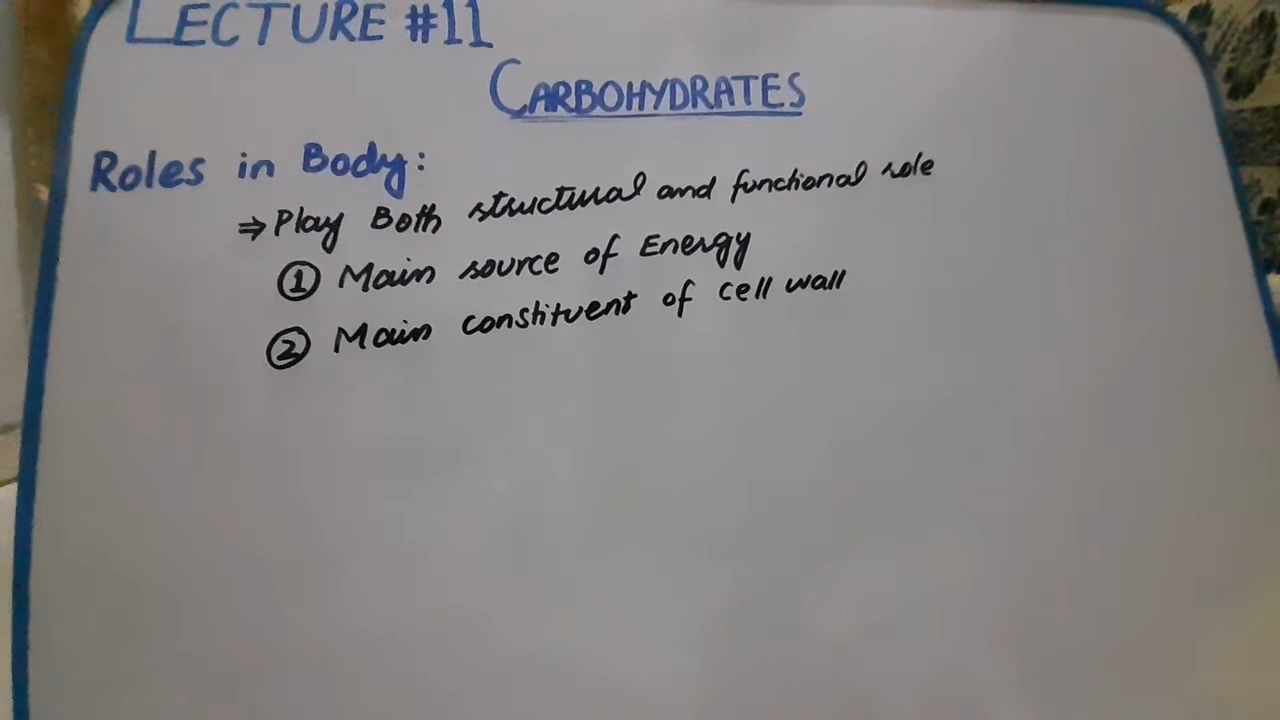 LECTURE #11
CARBOHYDRATES
Roles in Body:
⇒ Play Both structural and functional role
① Main source of Energy
② Main constituent of cell wall